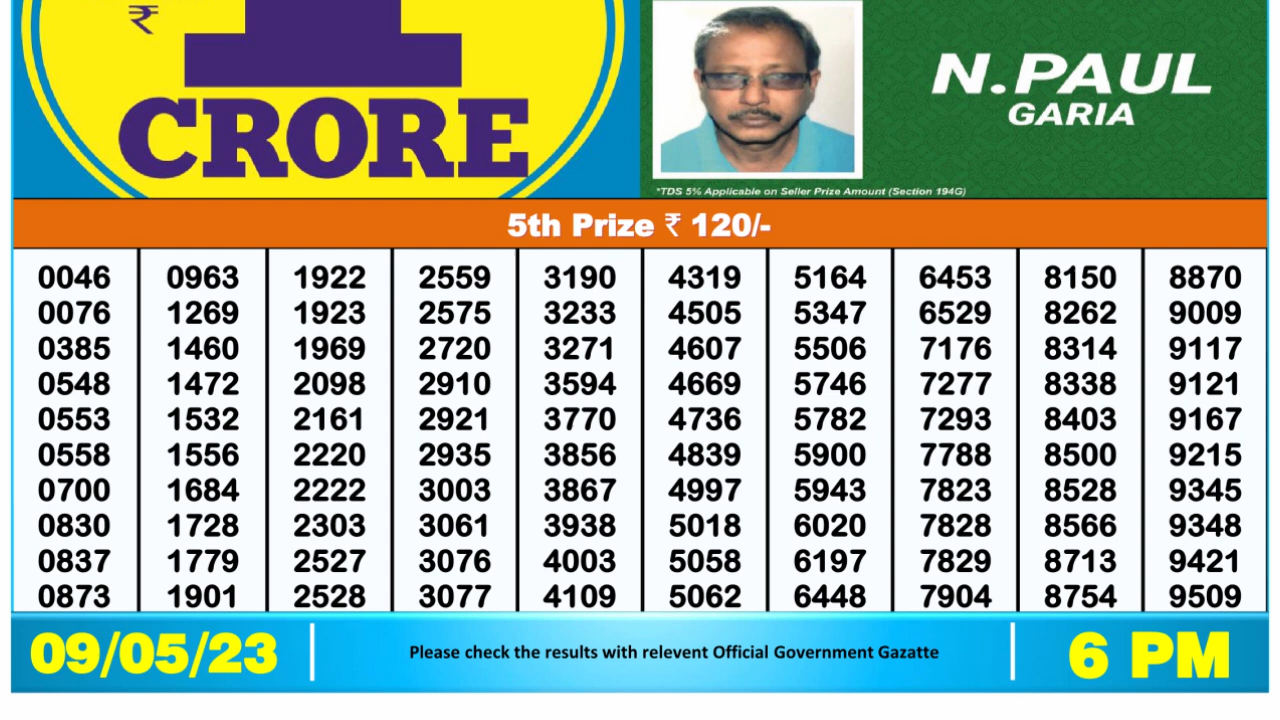 ₹
1
CRORE
N.PAUL
GARIA
*TDS 5% Applicable on Seller Prize Amount (Section 194G)
5th Prize ₹ 120/-
0046 0963 1922 2559 3190 4319 5164 6453 8150 8870
0076 1269 1923 2575 3233 4505 5347 6529 8262 9009
0385 1460 1969 2720 3271 4607 5506 7176 8314 9117
0548 1472 2098 2910 3594 4669 5746 7277 8338 9121
0553 1532 2161 2921 3770 4736 5782 7293 8403 9167
0558 1556 2220 2935 3856 4839 5900 7788 8500 9215
0700 1684 2222 3003 3867 4997 5943 7823 8528 9345
0830 1728 2303 3061 3938 5018 6020 7828 8566 9348
0837 1779 2527 3076 4003 5058 6197 7829 8713 9421
0873 1901 2528 3077 4109 5062 6448 7904 8754 9509
09/05/23
Please check the results with relevent Official Government Gazatte
6 PM